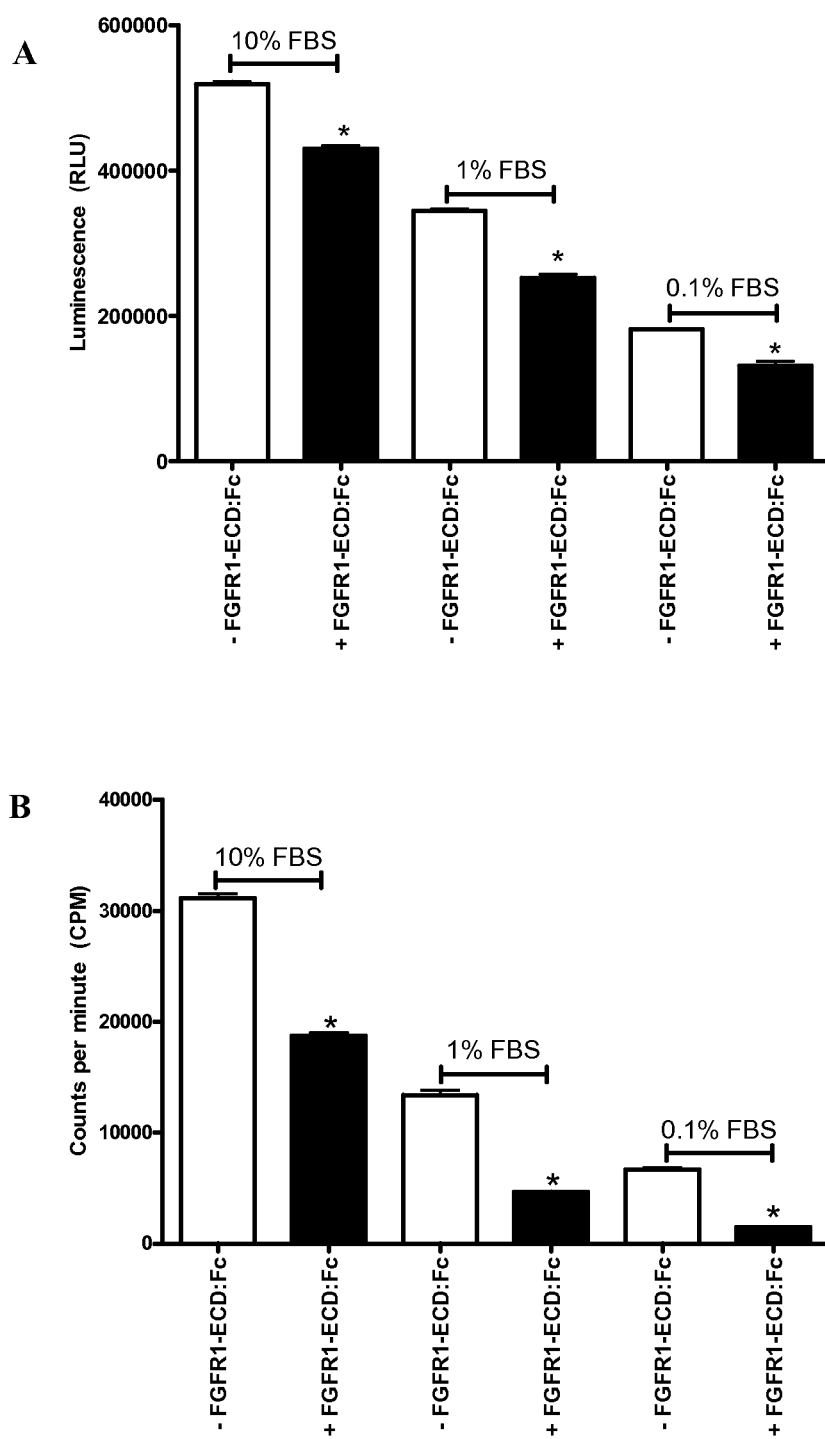 A
600000
400000
200000
0
Luminescence (RLU)
10% FBS
*
1% FBS
*
0.1% FBS
*
- FGFR1-ECD:Fc
+ FGFR1-ECD:Fc
- FGFR1-ECD:Fc
+ FGFR1-ECD:Fc
- FGFR1-ECD:Fc
+ FGFR1-ECD:Fc
B
40000
30000
20000
10000
0
Counts per minute (CPM)
10% FBS
*
1% FBS
*
0.1% FBS
*
- FGFR1-ECD:Fc
+ FGFR1-ECD:Fc
- FGFR1-ECD:Fc
+ FGFR1-ECD:Fc
- FGFR1-ECD:Fc
+ FGFR1-ECD:Fc